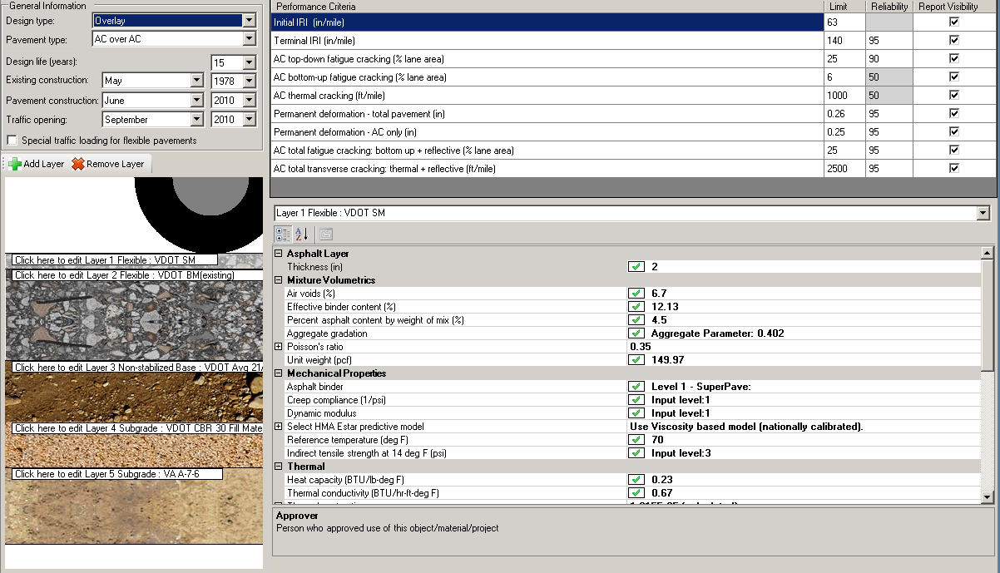 General Information
Design type: Overlay
Pavement type: AC over AC
Design life (years): 15
Existing construction: May 1978
Pavement construction: June 2010
Traffic opening: September 2010
Special traffic loading for flexible pavements
Add Layer Remove Layer
Click here to edit Layer 1 Flexible : VDOT SM
Click here to edit Layer 2 Flexible : VDOT BM(existing)
Click here to edit Layer 3 Non-stabilized Base : VDOT Avg 21/
Click here to edit Layer 4 Subgrade : VDOT CBR 30 Fill Mate
Click here to edit Layer 5 Subgrade : VA A-7-6
Performance Criteria Limit Reliability Report Visibility
Initial IRI (in/mile) 63
Terminal IRI (in/mile) 140 95
AC top-down fatigue cracking (% lane area) 25 90
AC bottom-up fatigue cracking (% lane area) 6 50
AC thermal cracking (ft/mile) 1000 50
Permanent deformation - total pavement (in) 0.26 95
Permanent deformation - AC only (in) 0.25 95
AC total fatigue cracking: bottom up + reflective (% lane area) 25 95
AC total transverse cracking: thermal + reflective (ft/mile) 2500 95
Layer 1 Flexible : VDOT SM
Asphalt Layer
Thickness (in) 2
Mixture Volumetrics
Air voids (%) 6.7
Effective binder content (%) 12.13
Percent asphalt content by weight of mix (%) 4.5
Aggregate gradation Aggregate Parameter: 0.402
Poisson's ratio 0.35
Unit weight (pcf) 149.97
Mechanical Properties
Asphalt binder Level 1 - SuperPave:
Creep compliance (1/psi) Input level:1
Dynamic modulus Input level:1
Select HMA Estar predictive model Use Viscosity based model (nationally calibrated).
Reference temperature (deg F) 70
Indirect tensile strength at 14 deg F (psi) Input level:3
Thermal
Heat capacity (BTU/lb-deg F) 0.23
Thermal conductivity (BTU/hr-ft-deg F) 0.67
Approver
Person who approved use of this object/material/project